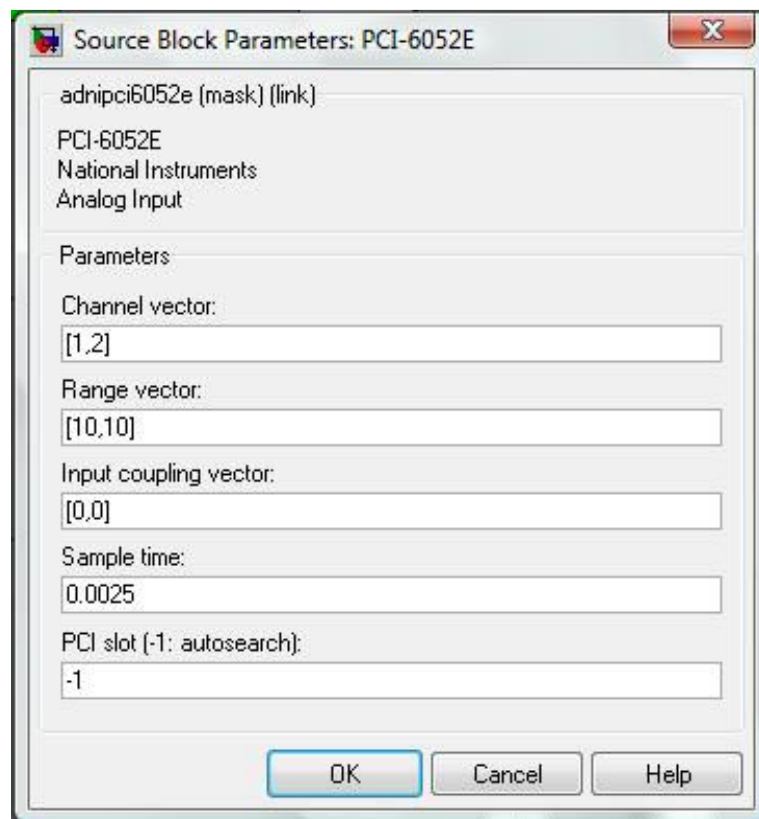 Source Block Parameters: PCI-6052E
adnipci6052e (mask) (link)
PCI-6052E
National Instruments
Analog Input
Parameters
Channel vector:
[1,2]
Range vector:
[10,10]
Input coupling vector:
[0,0]
Sample time:
0.0025
PCI slot (-1: autosearch):
-1
OK Cancel Help